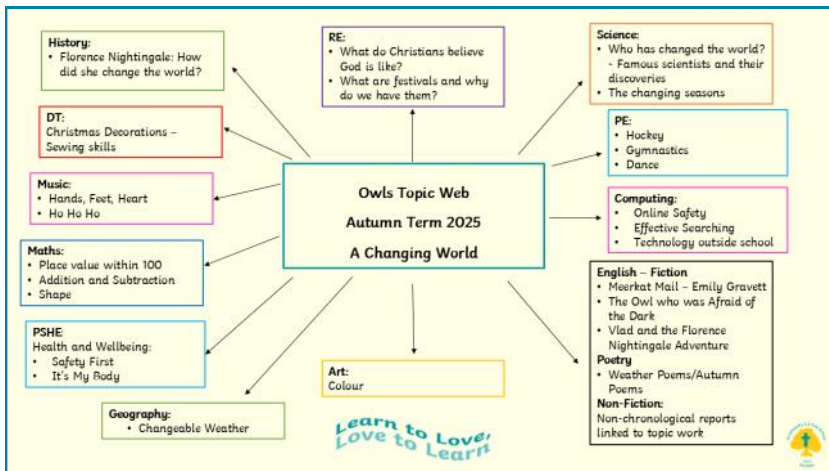 History:
• Florence Nightingale: How
did she change the world?
RE:
• What do Christians believe
God is like?
• What are festivals and why
do we have them?
Science:
• Who has changed the world?
- Famous scientists and their
discoveries
• The changing seasons
DT:
Christmas Decorations –
Sewing skills
PE:
• Hockey
• Gymnastics
• Dance
Music:
• Hands, Feet, Heart
• Ho Ho Ho
Owls Topic Web
Autumn Term 2025
A Changing World
Computing:
• Online Safety
• Effective Searching
• Technology outside school
Maths:
• Place value within 100
• Addition and Subtraction
• Shape
English – Fiction
• Meerkat Mail – Emily Gravett
• The Owl who was Afraid of
the Dark
• Vlad and the Florence
Nightingale Adventure
Poetry
• Weather Poems/Autumn
Poems
Non-Fiction:
Non-chronological reports
linked to topic work
PSHE:
Health and Wellbeing:
• Safety First
• It's My Body
Art:
Colour
Geography:
• Changeable Weather
Learn to Love,
Love to Learn